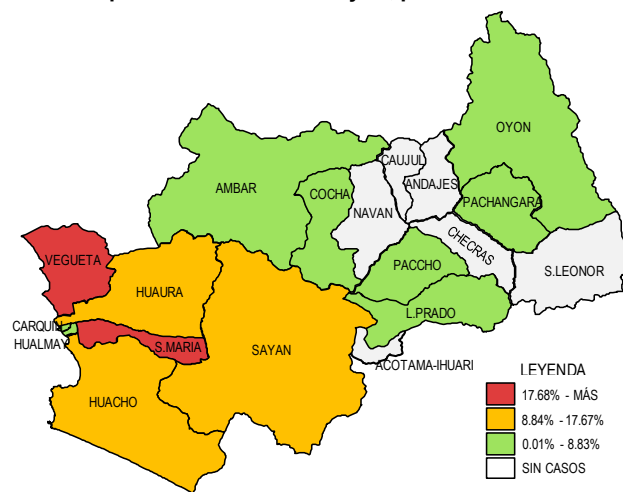 OYON
CAUJUL
ANDAJES
AMBAR
COCHA
NAVAN
PACHANGARA
CHECRAS
VEGUETA
PACCHO
S.LEONOR
HUAURA
L.PRADO
CARQUIN
HUALMAY
S.MARIA
SAYAN
ACOTAMA-IHUARI
HUACHO
LEYENDA
17.68% - MÁS
8.84% - 17.67%
0.01% - 8.83%
SIN CASOS